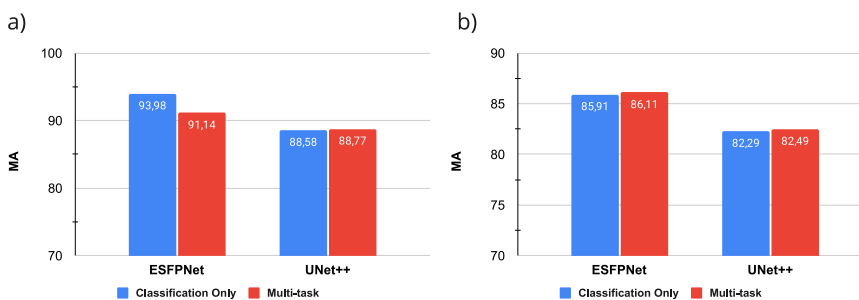 a)
100
90
80
70
MA
93,98
91,14
88,58
88,77
ESFPNet
UNet++
Classification Only
Multi-task
b)
90
85
80
75
70
MA
85,91
86,11
82,29
82,49
ESFPNet
UNet++
Classification Only
Multi-task